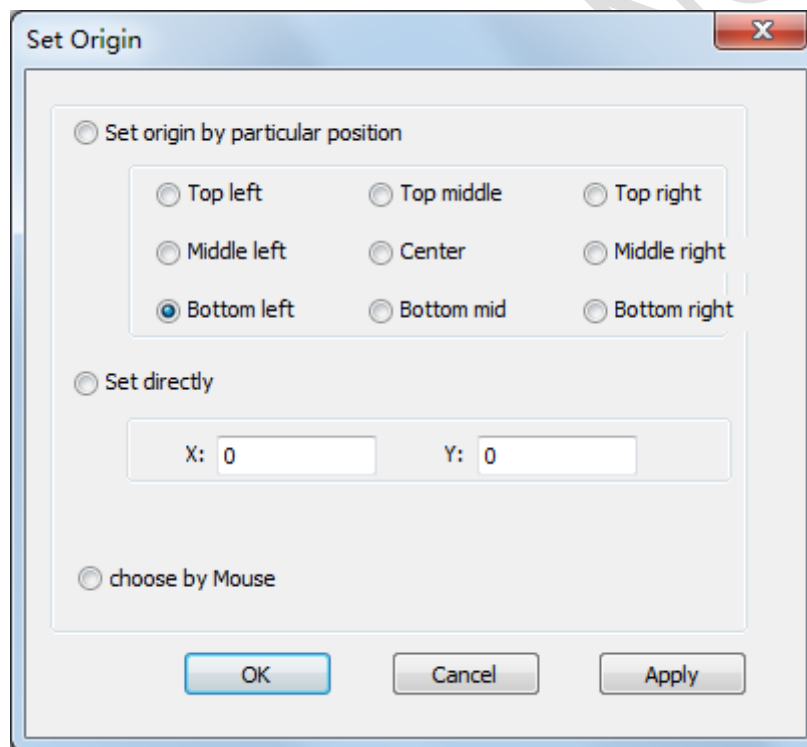 Set Origin
Set origin by particular position
Top left Top middle Top right
Middle left Center Middle right
Bottom left Bottom mid Bottom right
Set directly
X: 0 Y: 0
choose by Mouse
OK Cancel Apply